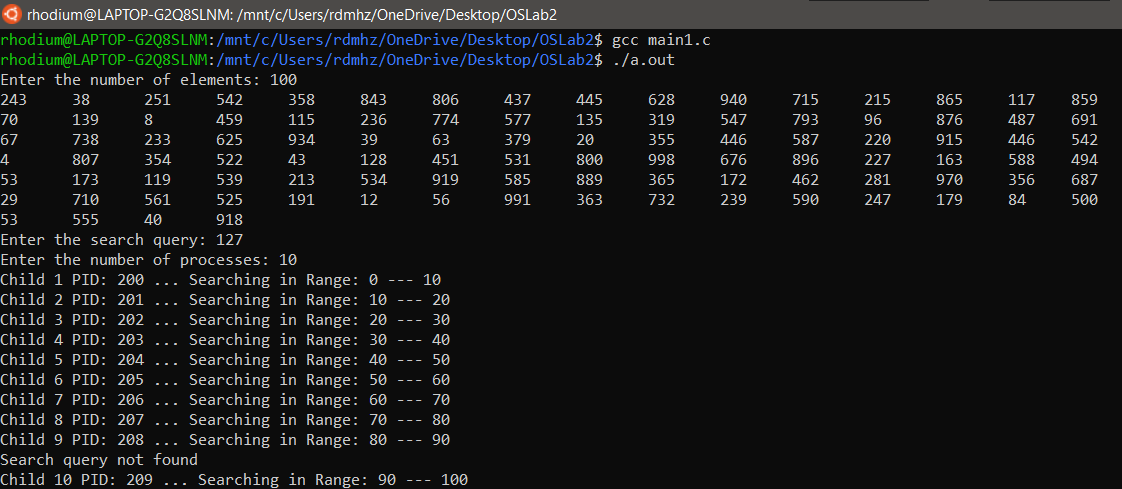 rhodium@LAPTOP-G2Q8SLNM: /mnt/c/Users/rdmhz/OneDrive/Desktop/OSLab2
rhodium@LAPTOP-G2Q8SLNM:/mnt/c/Users/rdmhz/OneDrive/Desktop/OSLab2$ gcc main1.c
rhodium@LAPTOP-G2Q8SLNM:/mnt/c/Users/rdmhz/OneDrive/Desktop/OSLab2$ ./a.out
Enter the number of elements: 100
243 38 251 542 358 843 806 437 445 628 940 715 215 865 117 859
70 139 8 459 115 236 774 577 135 319 547 793 96 876 487 691
67 738 233 625 934 39 63 379 20 355 446 587 220 915 446 542
4 807 354 522 43 128 451 531 800 998 676 896 227 163 588 494
53 173 119 539 213 534 919 585 889 365 172 462 281 970 356 687
29 710 561 525 191 12 56 991 363 732 239 590 247 179 84 500
53 555 40 918
Enter the search query: 127
Enter the number of processes: 10
Child 1 PID: 200 ... Searching in Range: 0 --- 10
Child 2 PID: 201 ... Searching in Range: 10 --- 20
Child 3 PID: 202 ... Searching in Range: 20 --- 30
Child 4 PID: 203 ... Searching in Range: 30 --- 40
Child 5 PID: 204 ... Searching in Range: 40 --- 50
Child 6 PID: 205 ... Searching in Range: 50 --- 60
Child 7 PID: 206 ... Searching in Range: 60 --- 70
Child 8 PID: 207 ... Searching in Range: 70 --- 80
Child 9 PID: 208 ... Searching in Range: 80 --- 90
Search query not found
Child 10 PID: 209 ... Searching in Range: 90 --- 100